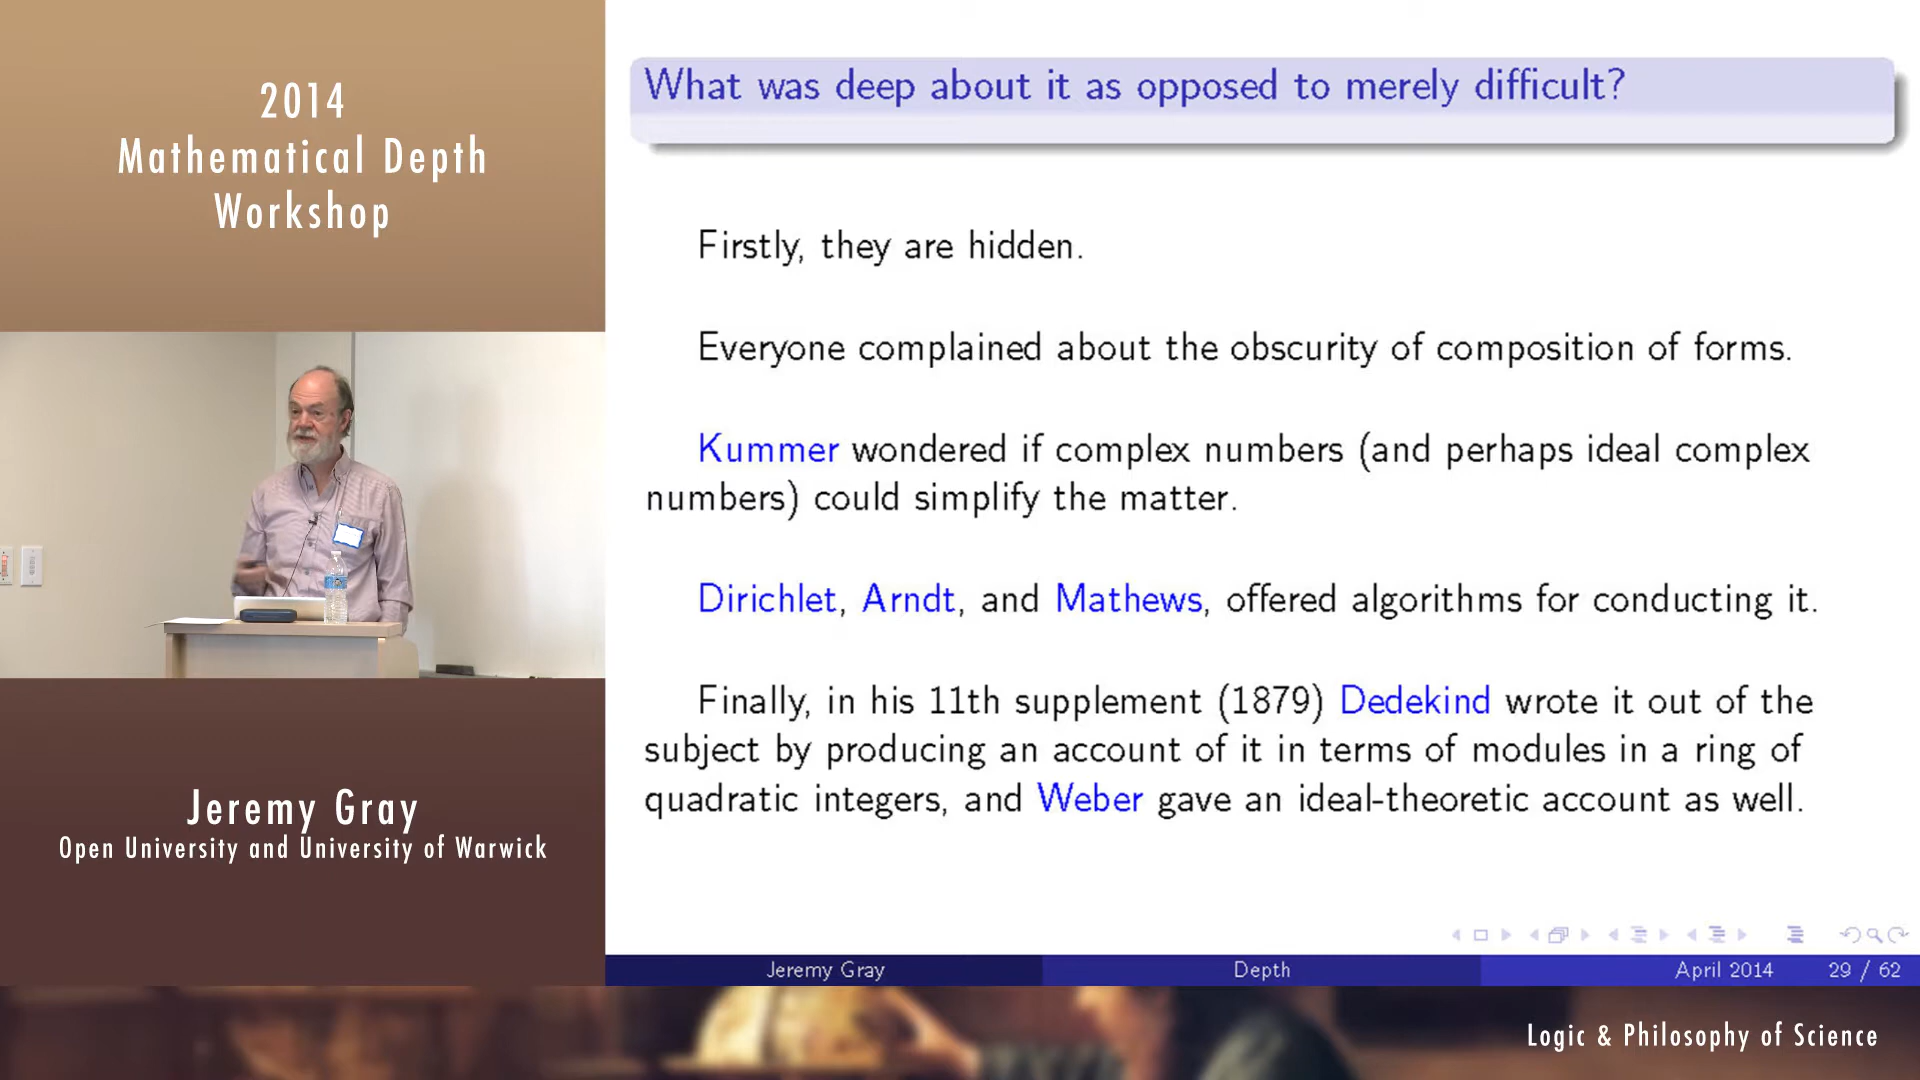 2014
Mathematical Depth
Workshop
Jeremy Gray
Open University and University of Warwick
What was deep about it as opposed to merely difficult?
Firstly, they are hidden.
Everyone complained about the obscurity of composition of forms.
Kummer wondered if complex numbers (and perhaps ideal complex
numbers) could simplify the matter.
Dirichlet, Arndt, and Mathews, offered algorithms for conducting it.
Finally, in his 11th supplement (1879) Dedekind wrote it out of the
subject by producing an account of it in terms of modules in a ring of
quadratic integers, and Weber gave an ideal-theoretic account as well.
Jeremy Gray Depth April 2014 29 / 62
Logic & Philosophy of Science